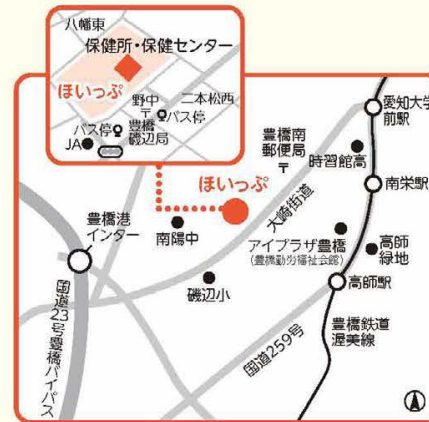 八幡東
保健所・保健センター
ほいっぷ
野中
二本松西
〒
バス停
バス停
豊橋
磯辺局
JA
愛知大学
前駅
豊橋南
郵便局
〒
時習館高
ほいっぷ
南栄駅
大崎街道
豊橋港
インター
南陽中
アイプラザ豊橋
(豊橋勤労福祉会館)
高師
緑地
磯辺小
高師駅
国道23号豊橋バイパス
国道259号
豊橋鉄道
渥美線